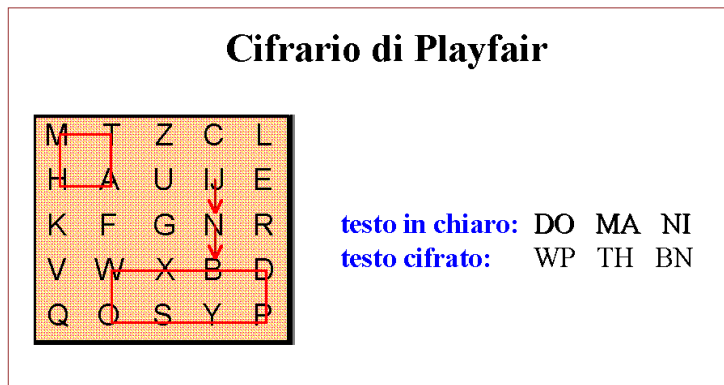 Cifrario di Playfair
M T Z C L
H A U IJ E
K F G N R
V W X B D
Q O S Y P
testo in chiaro: DO MA NI
testo cifrato: WP TH BN